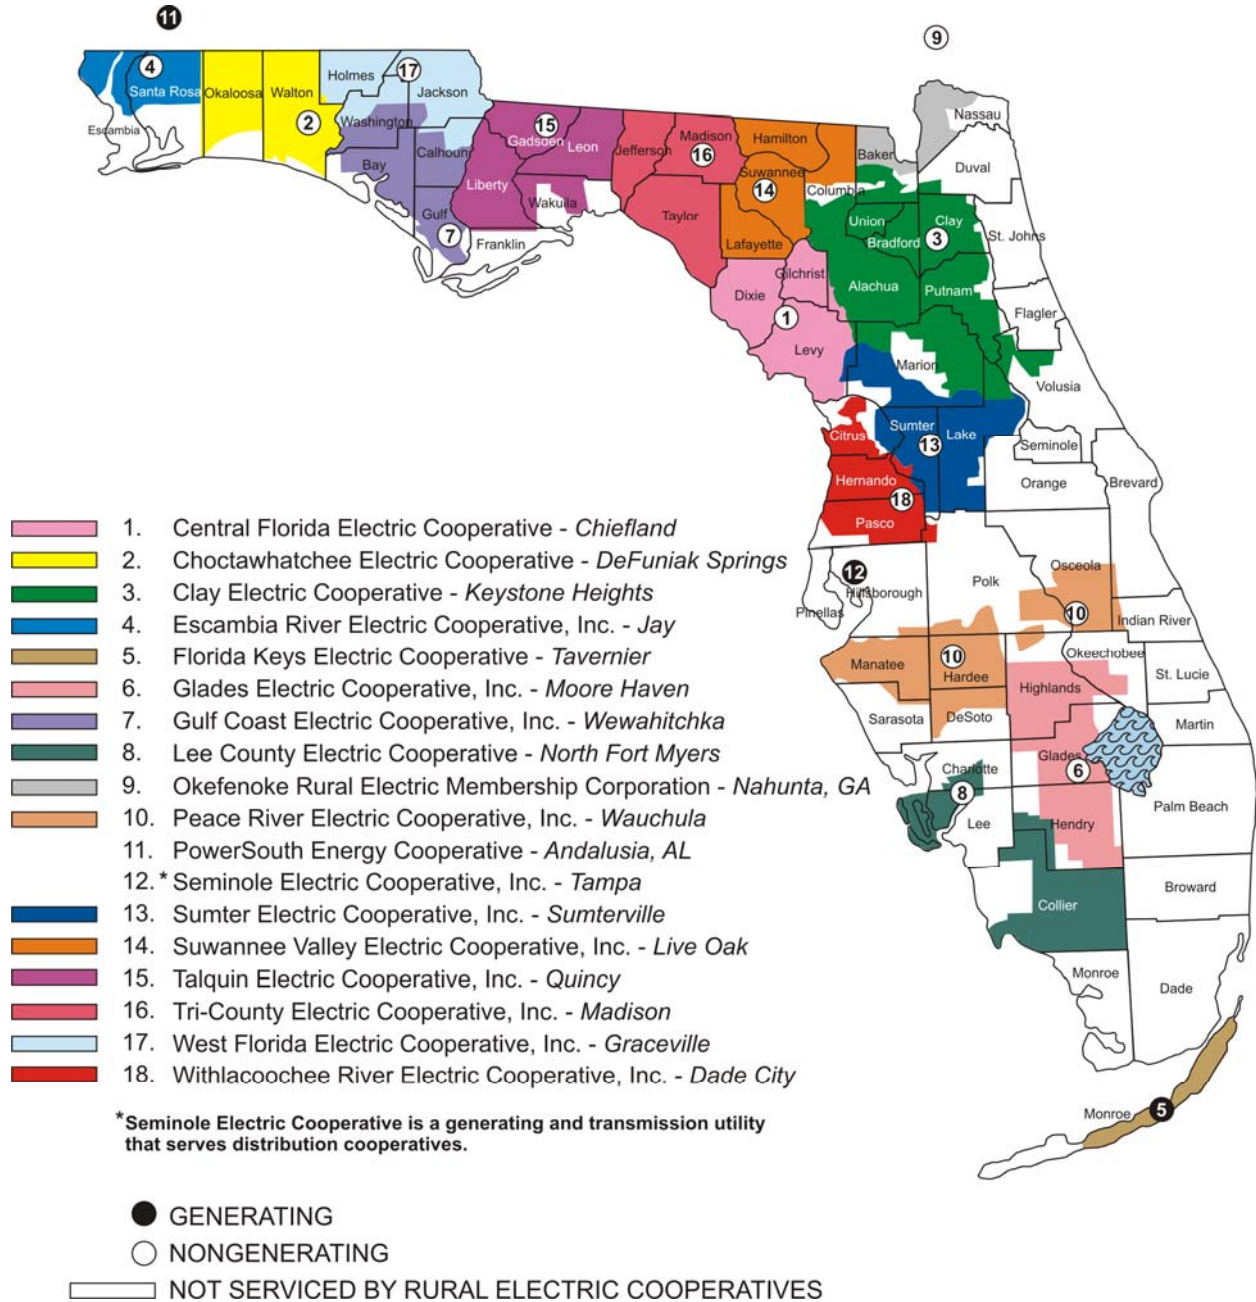 11
9
4
Santa Rosa
Escambia
Okaloosa
Walton
2
Holmes
17
Jackson
Washington
Bay
Calhoun
Gulf
7
Franklin
15
Gadsden
Leon
Liberty
Wakulla
Jefferson
Madison
16
Taylor
Hamilton
Suwannee
14
Columbia
Lafayette
Baker
Nassau
Duval
Union
Bradford
Clay
3
St. Johns
Alachua
Putnam
Flagler
Gilchrist
Dixie
1
Levy
Marion
Volusia
Citrus
Sumter
13
Lake
Seminole
Orange
Brevard
Hernando
18
Pasco
12
Hillsborough
Pinellas
Polk
Osceola
10
Indian River
Okeechobee
St. Lucie
Manatee
10
Hardee
Highlands
Sarasota
DeSoto
Martin
Glades
6
Charlotte
8
Lee
Hendry
Palm Beach
Collier
Broward
Monroe
Dade
Monroe
5
1. Central Florida Electric Cooperative - Chiefland
2. Choctawhatchee Electric Cooperative - DeFuniak Springs
3. Clay Electric Cooperative - Keystone Heights
4. Escambia River Electric Cooperative, Inc. - Jay
5. Florida Keys Electric Cooperative - Tavernier
6. Glades Electric Cooperative, Inc. - Moore Haven
7. Gulf Coast Electric Cooperative, Inc. - Wewahitchka
8. Lee County Electric Cooperative - North Fort Myers
9. Okefenoke Rural Electric Membership Corporation - Nahunta, GA
10. Peace River Electric Cooperative, Inc. - Wauchula
11. PowerSouth Energy Cooperative - Andalusia, AL
12. * Seminole Electric Cooperative, Inc. - Tampa
13. Sumter Electric Cooperative, Inc. - Sumterville
14. Suwannee Valley Electric Cooperative, Inc. - Live Oak
15. Talquin Electric Cooperative, Inc. - Quincy
16. Tri-County Electric Cooperative, Inc. - Madison
17. West Florida Electric Cooperative, Inc. - Graceville
18. Withlacoochee River Electric Cooperative, Inc. - Dade City
*Seminole Electric Cooperative is a generating and transmission utility
that serves distribution cooperatives.
GENERATING
NONGENERATING
NOT SERVICED BY RURAL ELECTRIC COOPERATIVES